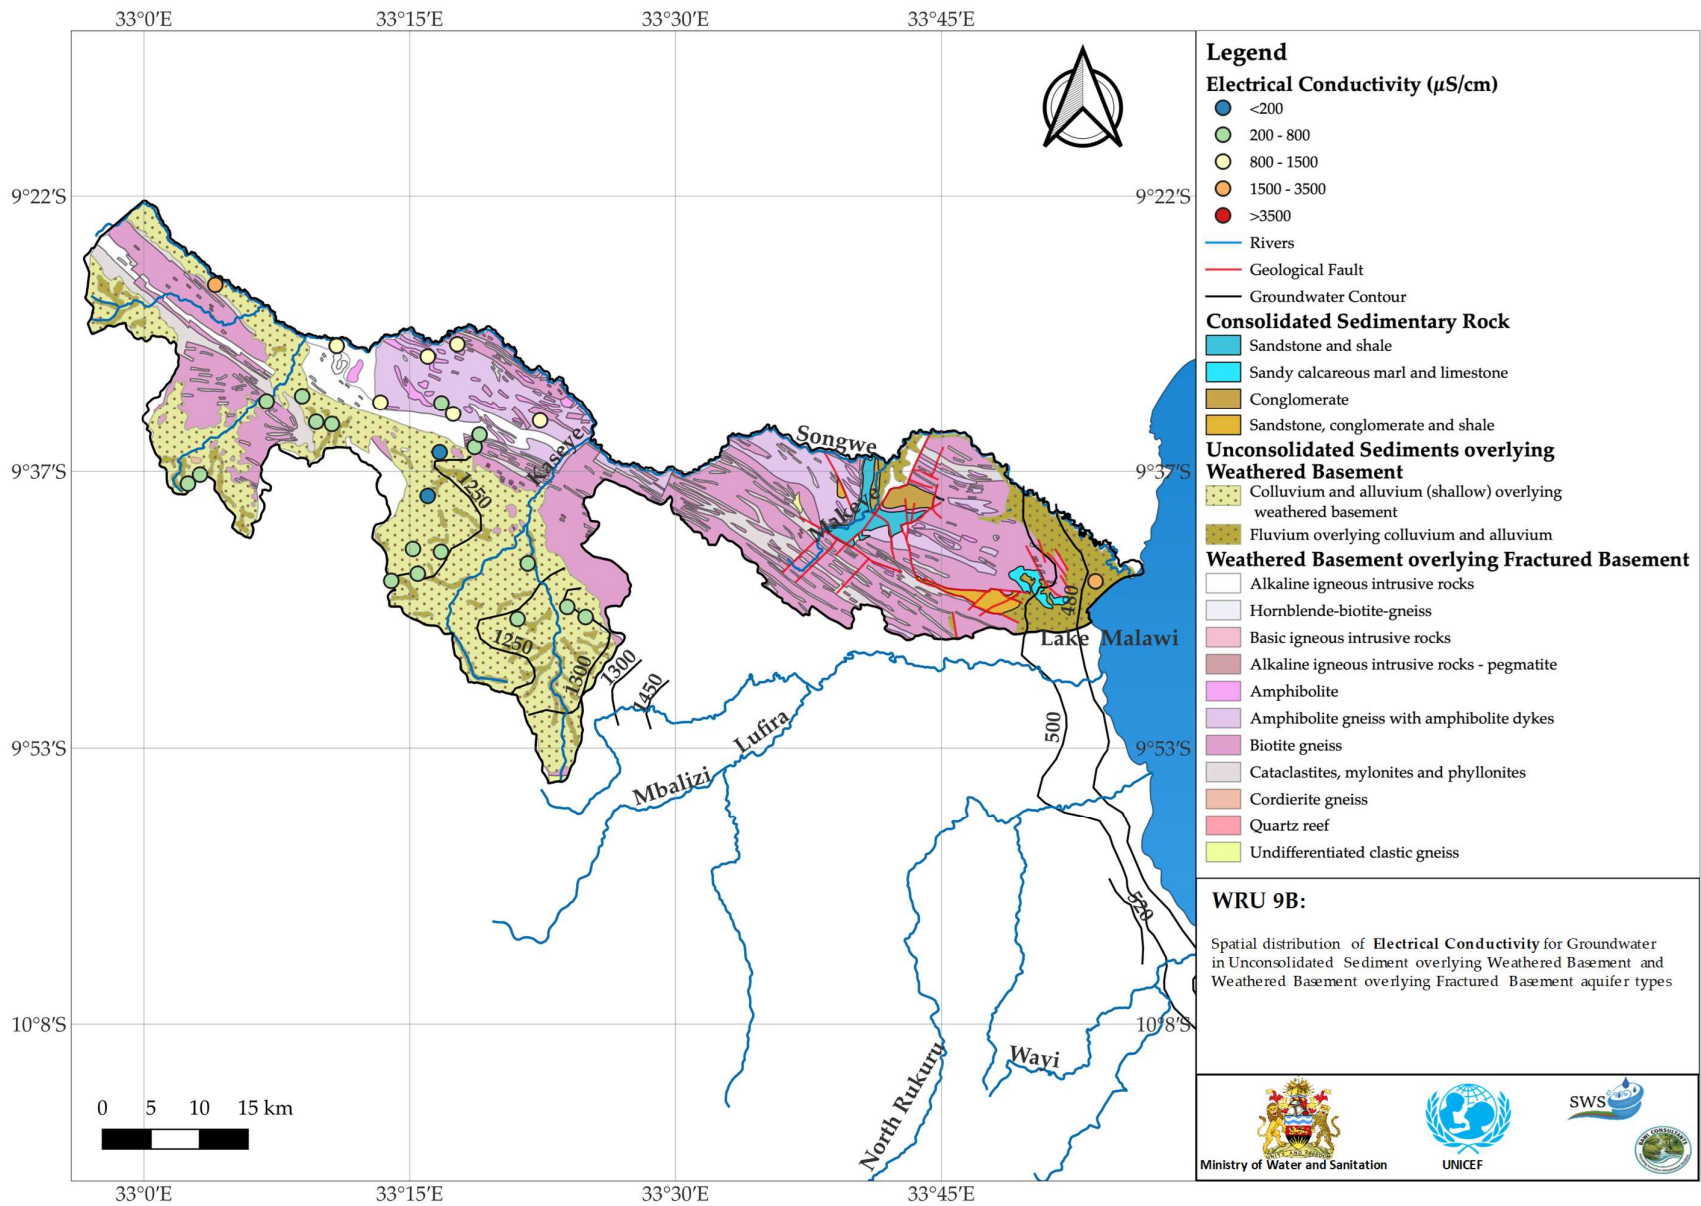 33°0′E
33°15′E
33°30′E
33°45′E
9°22′S
9°22′S
9°37′S
9°37′S
9°53′S
9°53′S
10°8′S
10°8′S
33°0′E
33°15′E
33°30′E
33°45′E
Songwe
Kaseye
Makeye
1250
1250
1300
1300
1450
480
Lake Malawi
500
Lufira
Mbalizi
520
Wayi
North Rukuru
0 5 10 15 km
Legend
Electrical Conductivity (µS/cm)
<200
200 - 800
800 - 1500
1500 - 3500
>3500
Rivers
Geological Fault
Groundwater Contour
Consolidated Sedimentary Rock
Sandstone and shale
Sandy calcareous marl and limestone
Conglomerate
Sandstone, conglomerate and shale
Unconsolidated Sediments overlying
Weathered Basement
Colluvium and alluvium (shallow) overlying
weathered basement
Fluvium overlying colluvium and alluvium
Weathered Basement overlying Fractured Basement
Alkaline igneous intrusive rocks
Hornblende-biotite-gneiss
Basic igneous intrusive rocks
Alkaline igneous intrusive rocks - pegmatite
Amphibolite
Amphibolite gneiss with amphibolite dykes
Biotite gneiss
Cataclastites, mylonites and phyllonites
Cordierite gneiss
Quartz reef
Undifferentiated clastic gneiss
WRU 9B:
Spatial distribution of Electrical Conductivity for Groundwater
in Unconsolidated Sediment overlying Weathered Basement and
Weathered Basement overlying Fractured Basement aquifer types
Ministry of Water and Sanitation
UNICEF
SWS